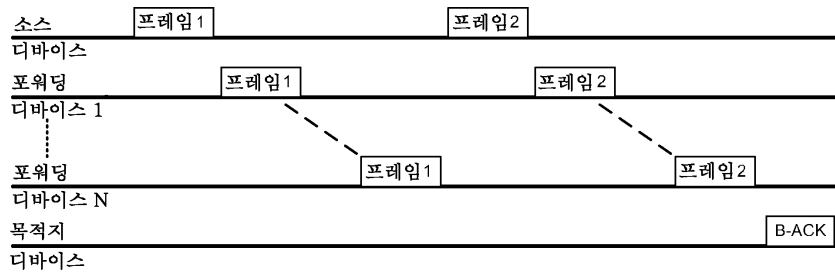 소스
프레임1
프레임2
디바이스
포워딩
프레임1
프레임2
디바이스 1
포워딩
프레임1
프레임2
디바이스 N
목적지
B-ACK
디바이스